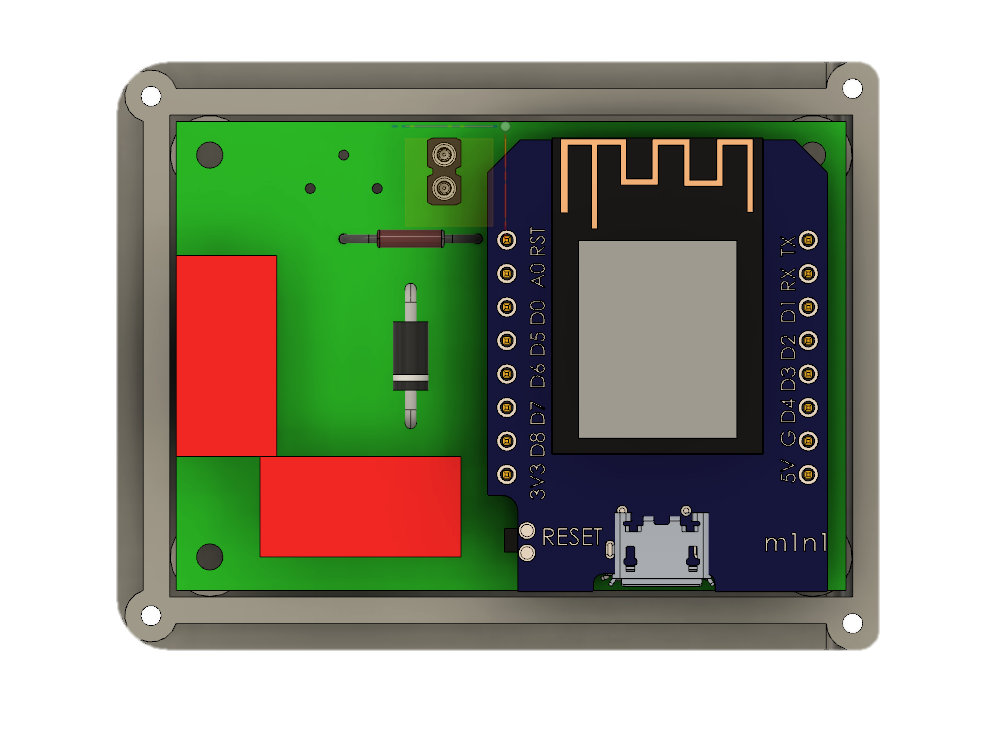 RST
A0
D0
D5
D6
D7
D8
3V3
TX
RX
D1
D2
D3
D4
G
5V
RESET
m1n1